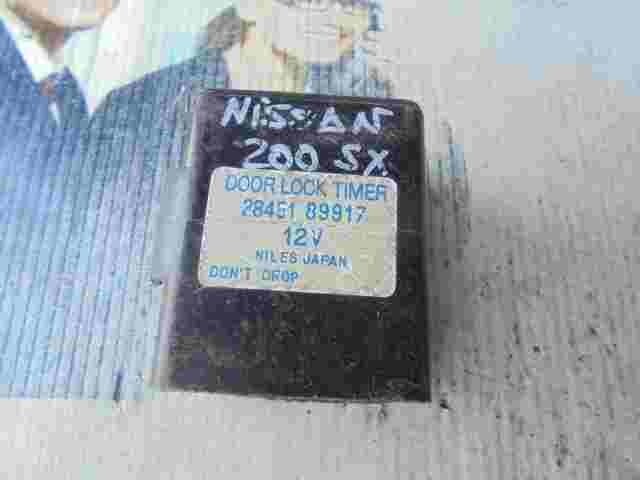 NISSAN
200 SX
DOOR LOCK TIMER
28451 89917
12V
NILES JAPAN
DON'T DROP